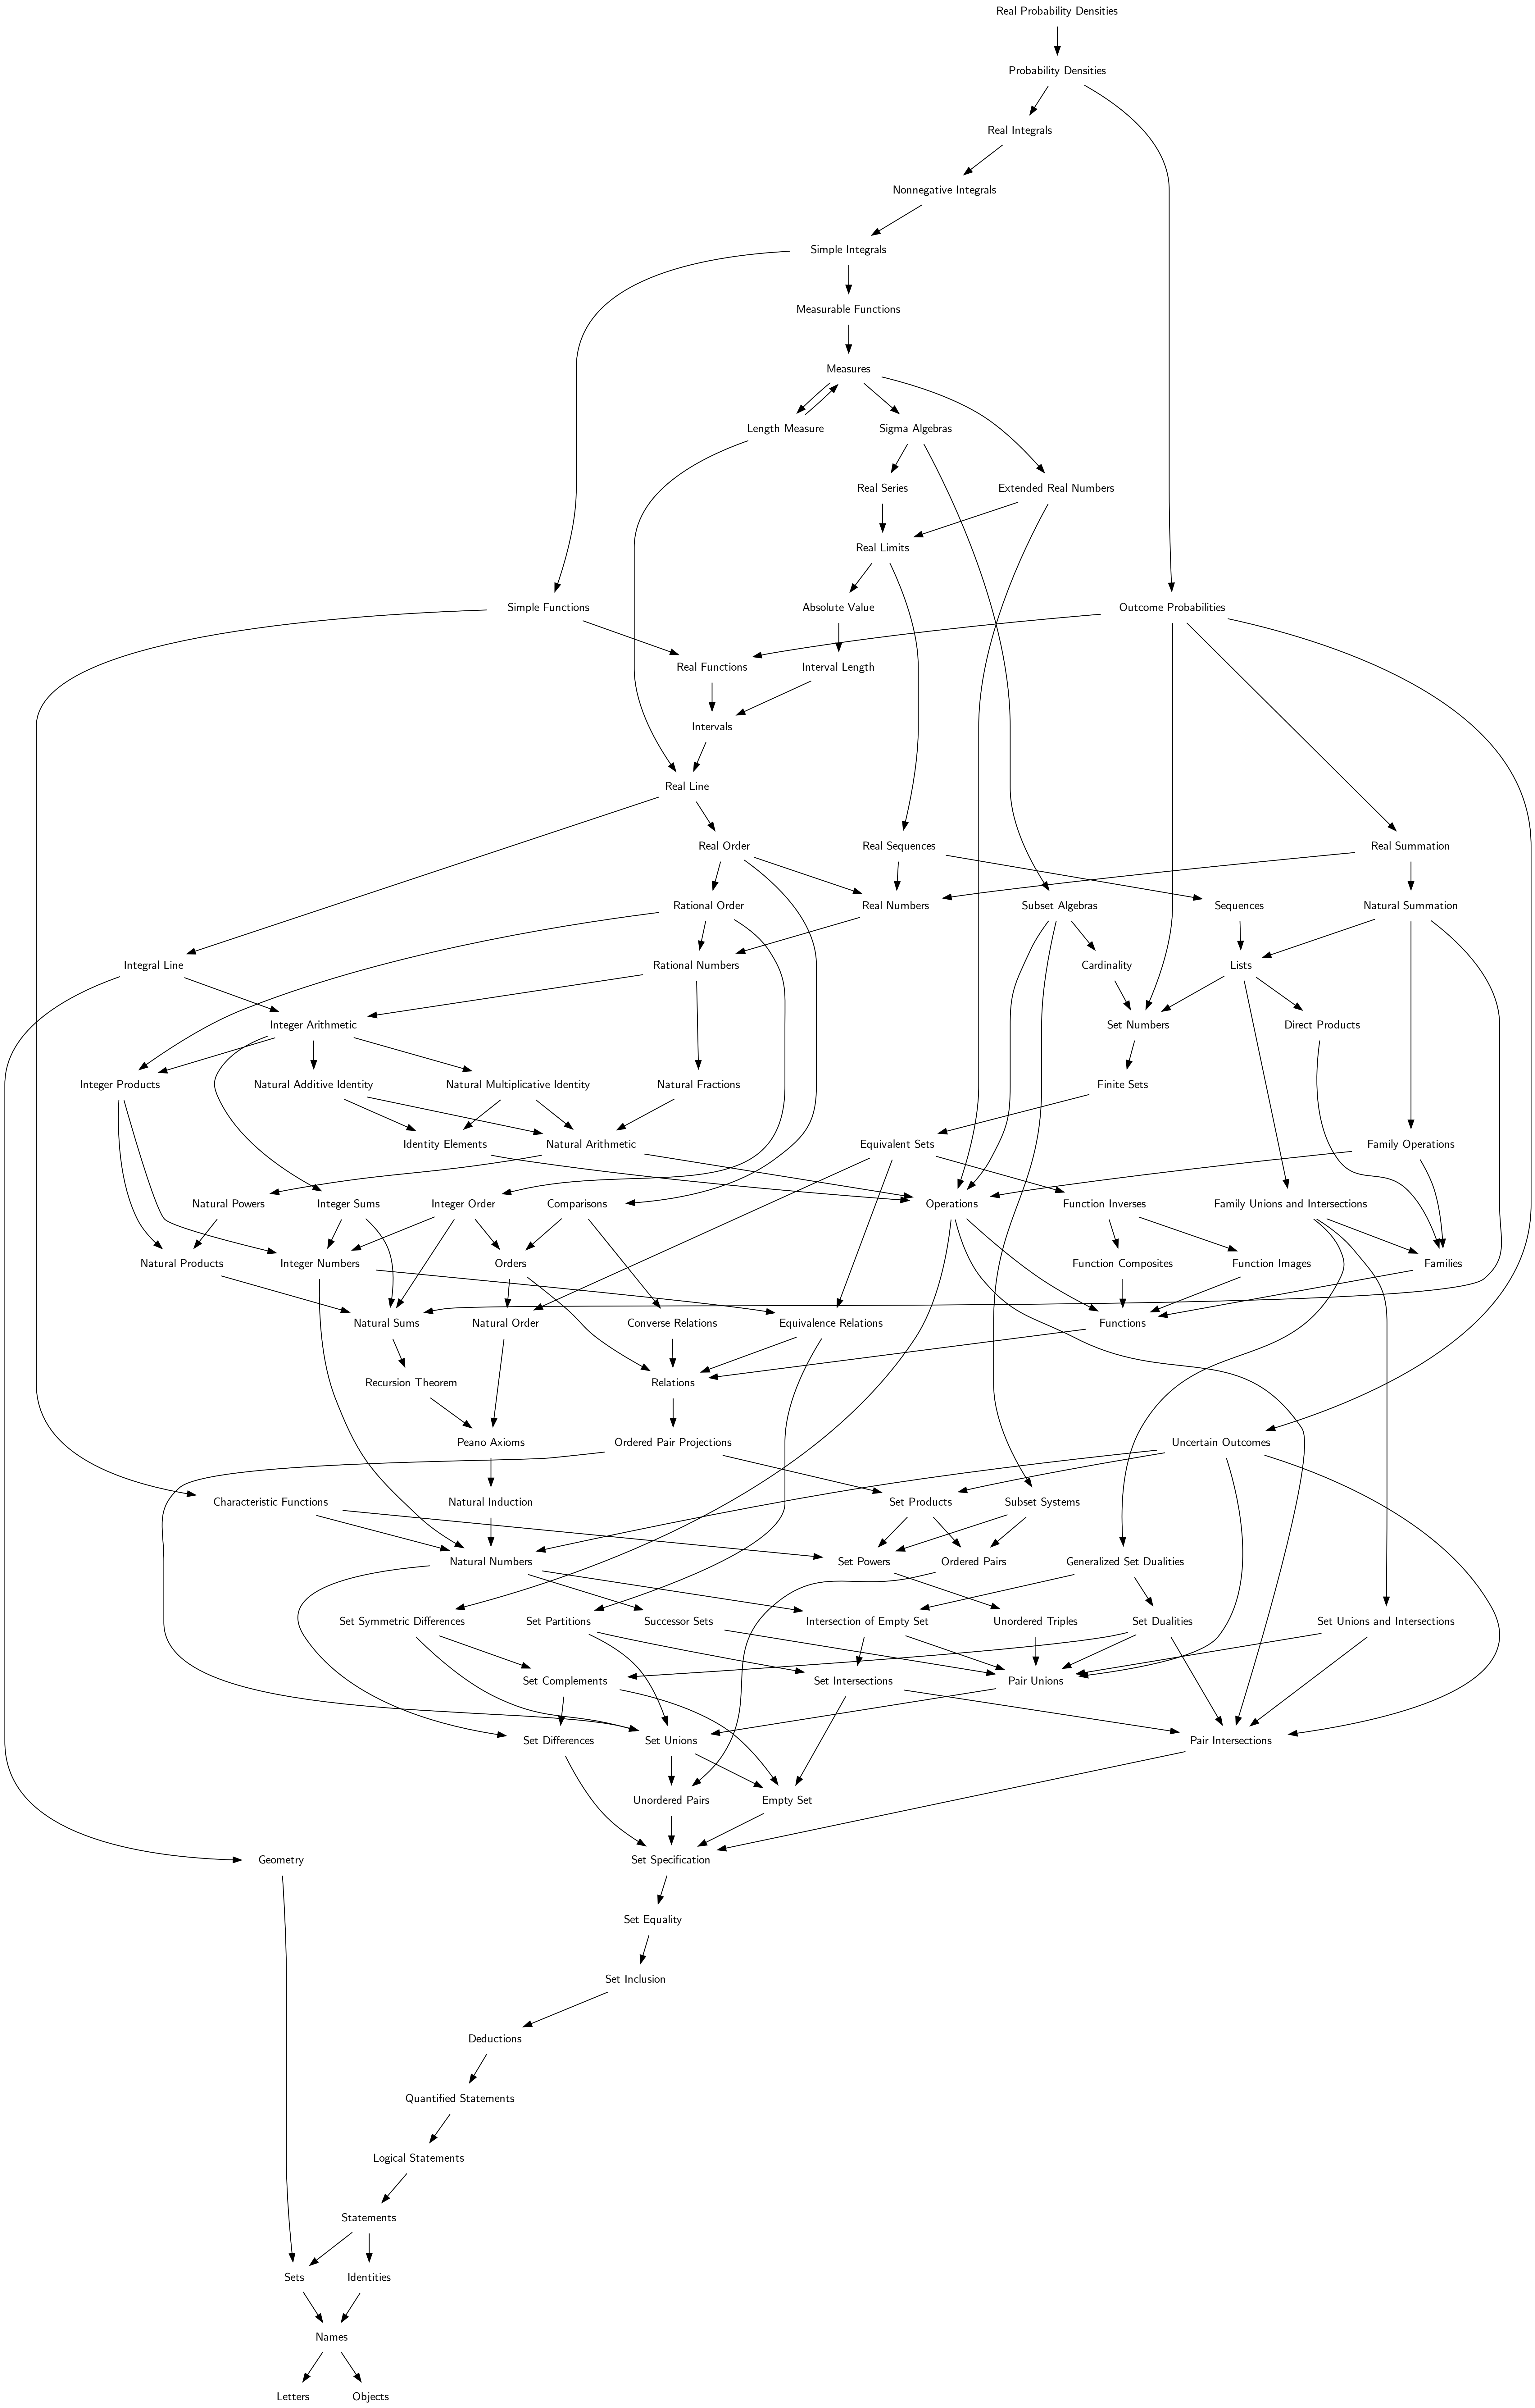 Real Probability Densities
Probability Densities
Real Integrals
Nonnegative Integrals
Simple Integrals
Measurable Functions
Measures
Length Measure
Sigma Algebras
Real Series
Extended Real Numbers
Real Limits
Simple Functions
Absolute Value
Outcome Probabilities
Real Functions
Interval Length
Intervals
Real Line
Real Order
Real Sequences
Real Summation
Rational Order
Real Numbers
Subset Algebras
Sequences
Natural Summation
Integral Line
Rational Numbers
Cardinality
Lists
Integer Arithmetic
Set Numbers
Direct Products
Integer Products
Natural Additive Identity
Natural Multiplicative Identity
Natural Fractions
Finite Sets
Identity Elements
Natural Arithmetic
Equivalent Sets
Family Operations
Natural Powers
Integer Sums
Integer Order
Comparisons
Operations
Function Inverses
Family Unions and Intersections
Natural Products
Integer Numbers
Orders
Function Composites
Function Images
Families
Natural Sums
Natural Order
Converse Relations
Equivalence Relations
Functions
Recursion Theorem
Relations
Peano Axioms
Ordered Pair Projections
Uncertain Outcomes
Characteristic Functions
Natural Induction
Set Products
Subset Systems
Natural Numbers
Set Powers
Ordered Pairs
Generalized Set Dualities
Set Symmetric Differences
Set Partitions
Successor Sets
Intersection of Empty Set
Unordered Triples
Set Dualities
Set Unions and Intersections
Set Complements
Set Intersections
Pair Unions
Set Differences
Set Unions
Pair Intersections
Unordered Pairs
Empty Set
Geometry
Set Specification
Set Equality
Set Inclusion
Deductions
Quantified Statements
Logical Statements
Statements
Sets
Identities
Names
Letters
Objects